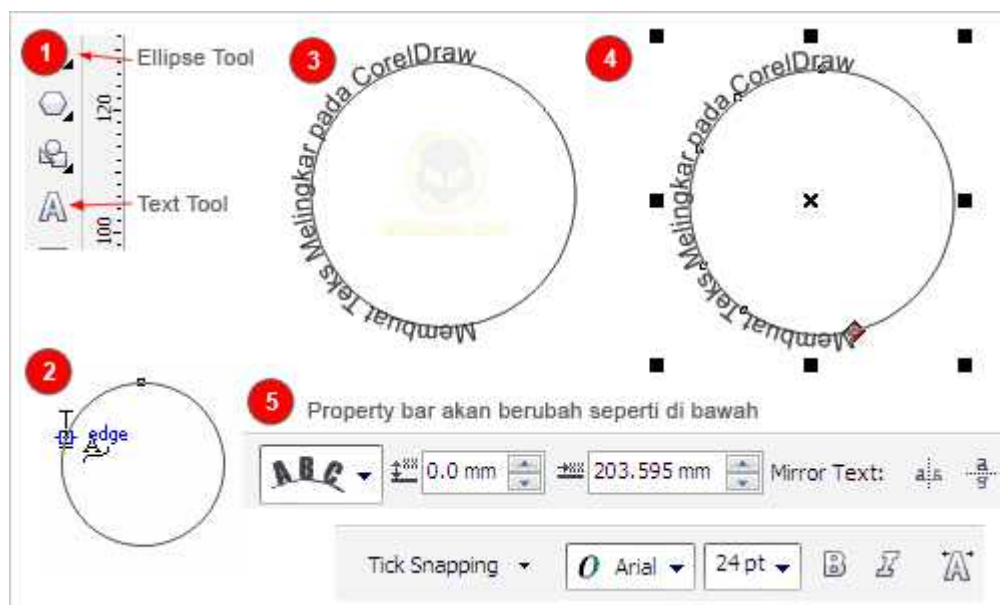 1
Ellipse Tool
120
Text Tool
100
2
edge
3
Membuat Teks Melingkar pada CorelDraw
4
Membuat Teks Melingkar pada CorelDraw
5
Property bar akan berubah seperti di bawah
ABC 0.0 mm 203.595 mm Mirror Text:
Tick Snapping O Arial 24 pt B I A